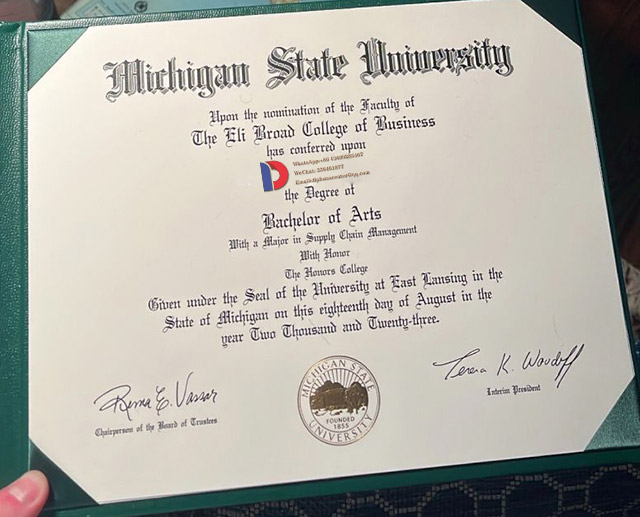 Michigan State University
Upon the nomination of the Faculty of
The Eli Broad College of Business
has conferred upon
the Degree of
Bachelor of Arts
With a Major in Supply Chain Management
With Honor
The Honors College
Given under the Seal of the University at East Lansing in the
State of Michigan on this eighteenth day of August in the
year Two Thousand and Twenty-three.
Rema E. Vassar
Chairperson of the Board of Trustees
MICHIGAN STATE
UNIVERSITY
FOUNDED
1855
Teresa K. Woodruff
Interim President